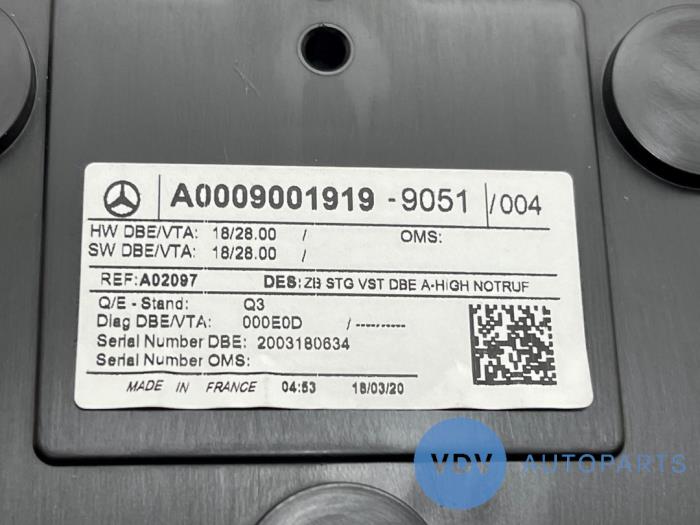 A0009001919 -9051 /004
HW DBE/VTA: 18/28.00 / OMS:
SW DBE/VTA: 18/28.00 /
REF:A02097 DES:ZB STG VST DBE A-HIGH NOTRUF
Q/E - Stand: Q3
Diag DBE/VTA: 000E0D /----------
Serial Number DBE: 2003180634
Serial Number OMS:
MADE IN FRANCE 04:53 18/03/20
VDV AUTOPARTS